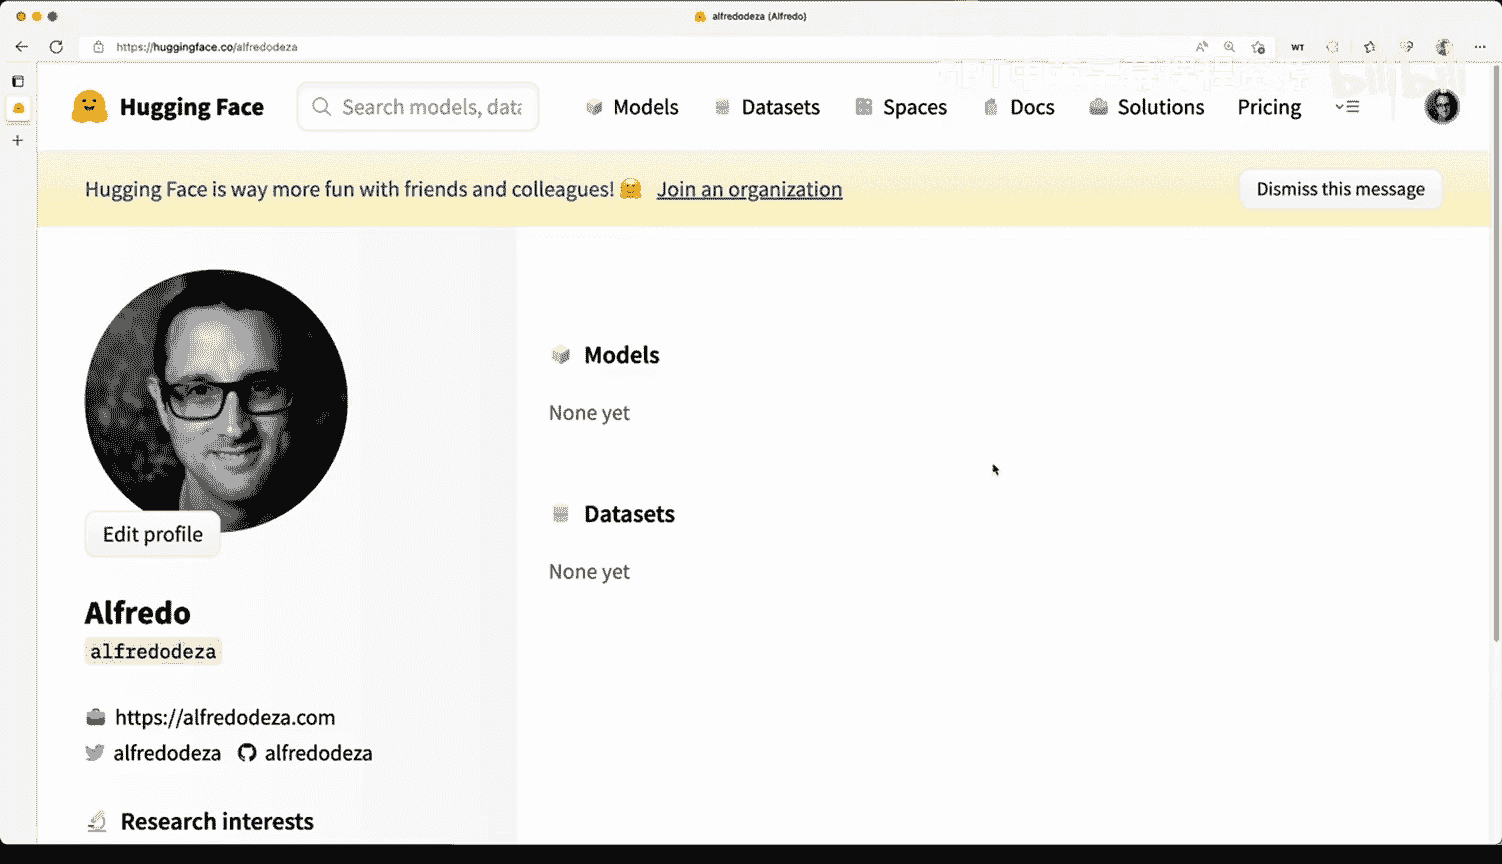 alfredodeza (Alfredo)
https://huggingface.co/alfredodeza
WT
Hugging Face
Search models, data
Models
Datasets
Spaces
Docs
Solutions
Pricing
Hugging Face is way more fun with friends and colleagues! Join an organization
Dismiss this message
Models
None yet
Datasets
None yet
Edit profile
Alfredo
alfredodeza
https://alfredodeza.com
alfredodeza alfredodeza
Research interests